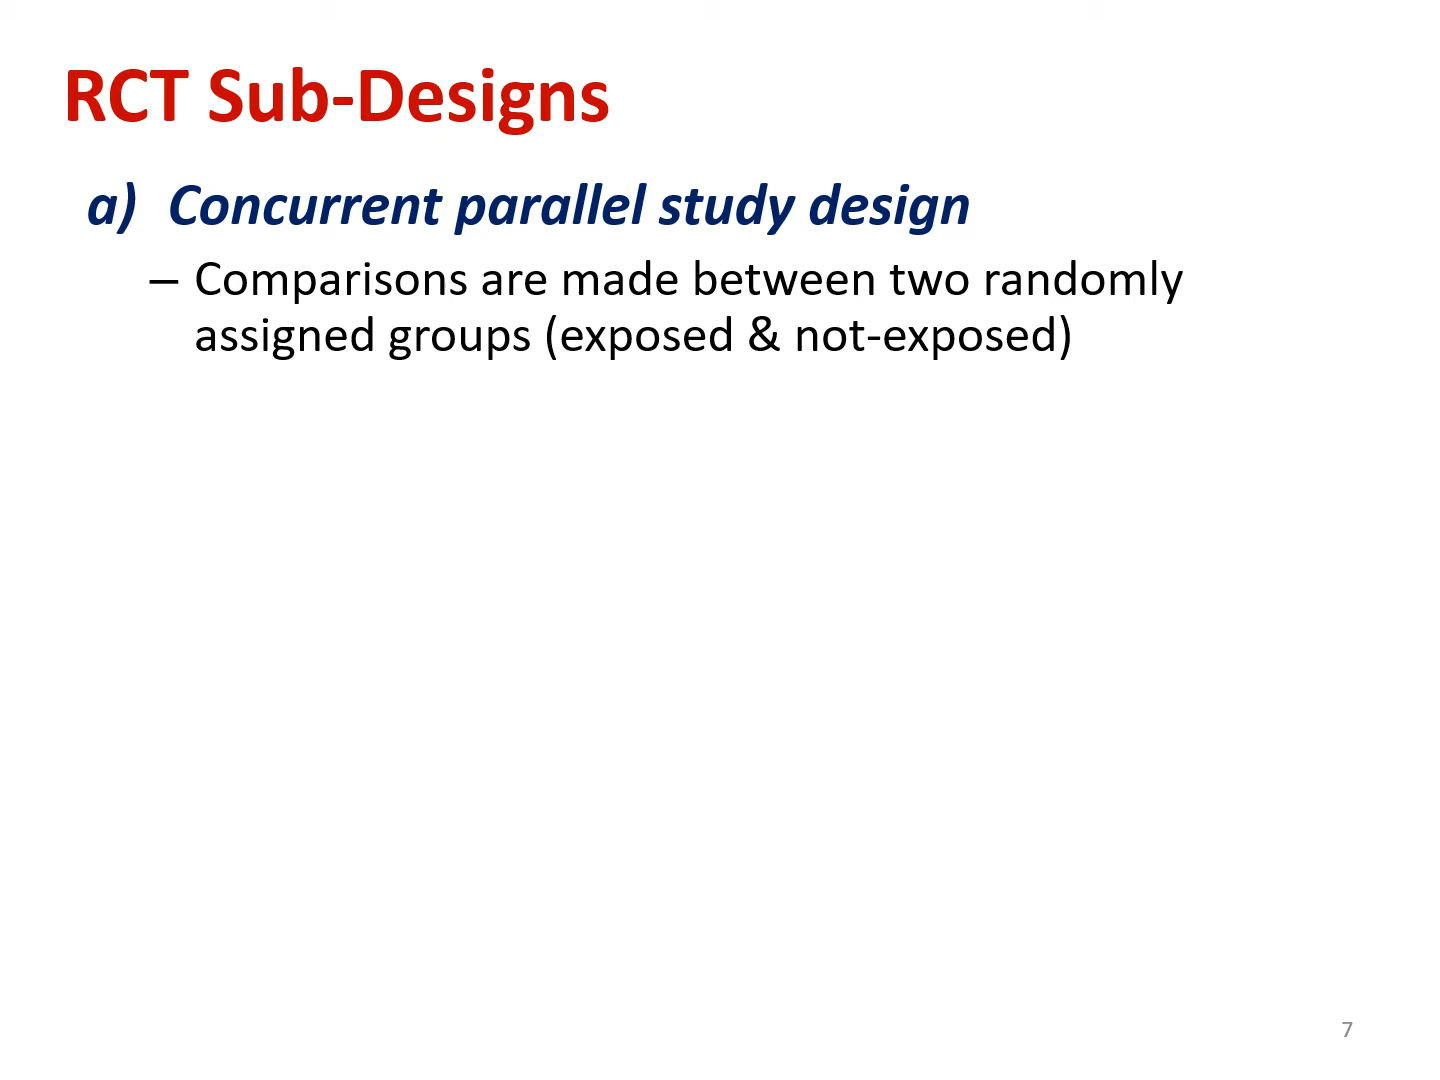 RCT Sub-Designs
a) Concurrent parallel study design
– Comparisons are made between two randomly
assigned groups (exposed & not-exposed)
7